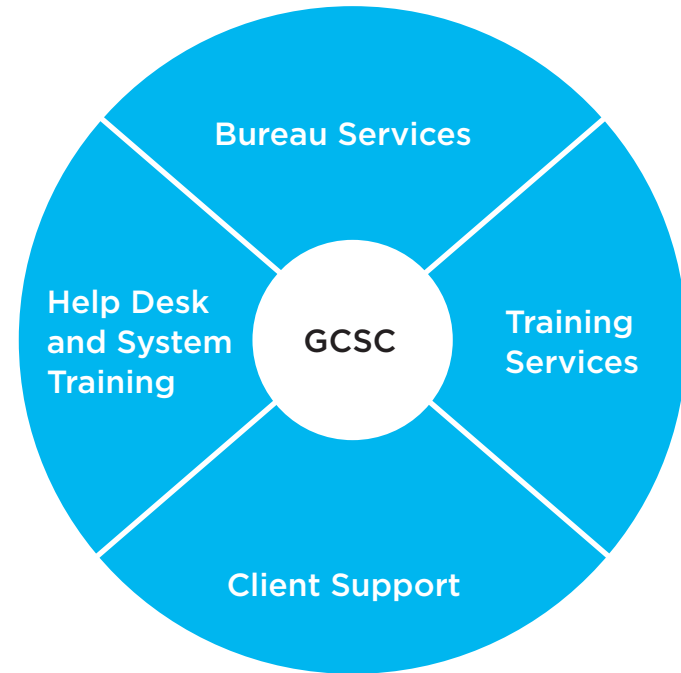 Bureau Services
Help Desk
and System
Training
GCSC
Training
Services
Client Support